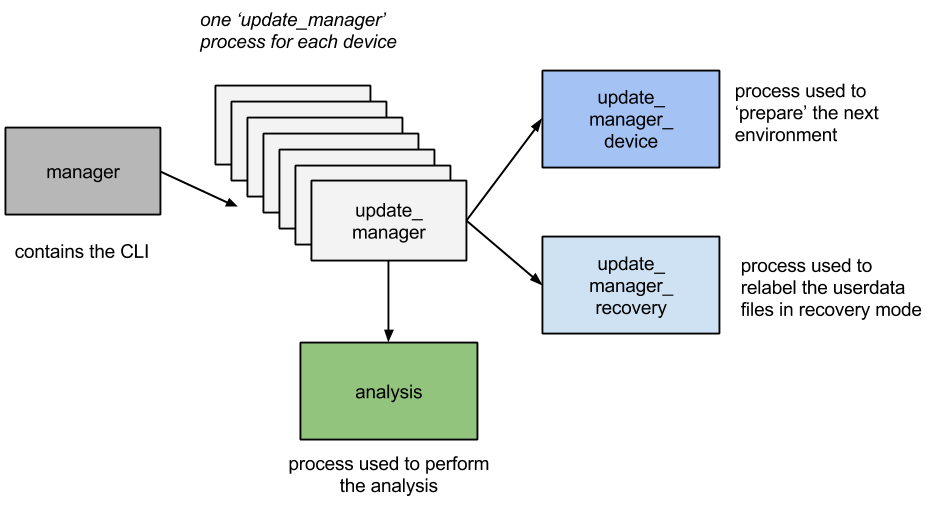 one ‘update_manager’
process for each device
manager
contains the CLI
update_
manager
update_
manager_
device
process used to
‘prepare’ the next
environment
update_
manager_
recovery
process used to
relabel the userdata
files in recovery mode
analysis
process used to perform
the analysis